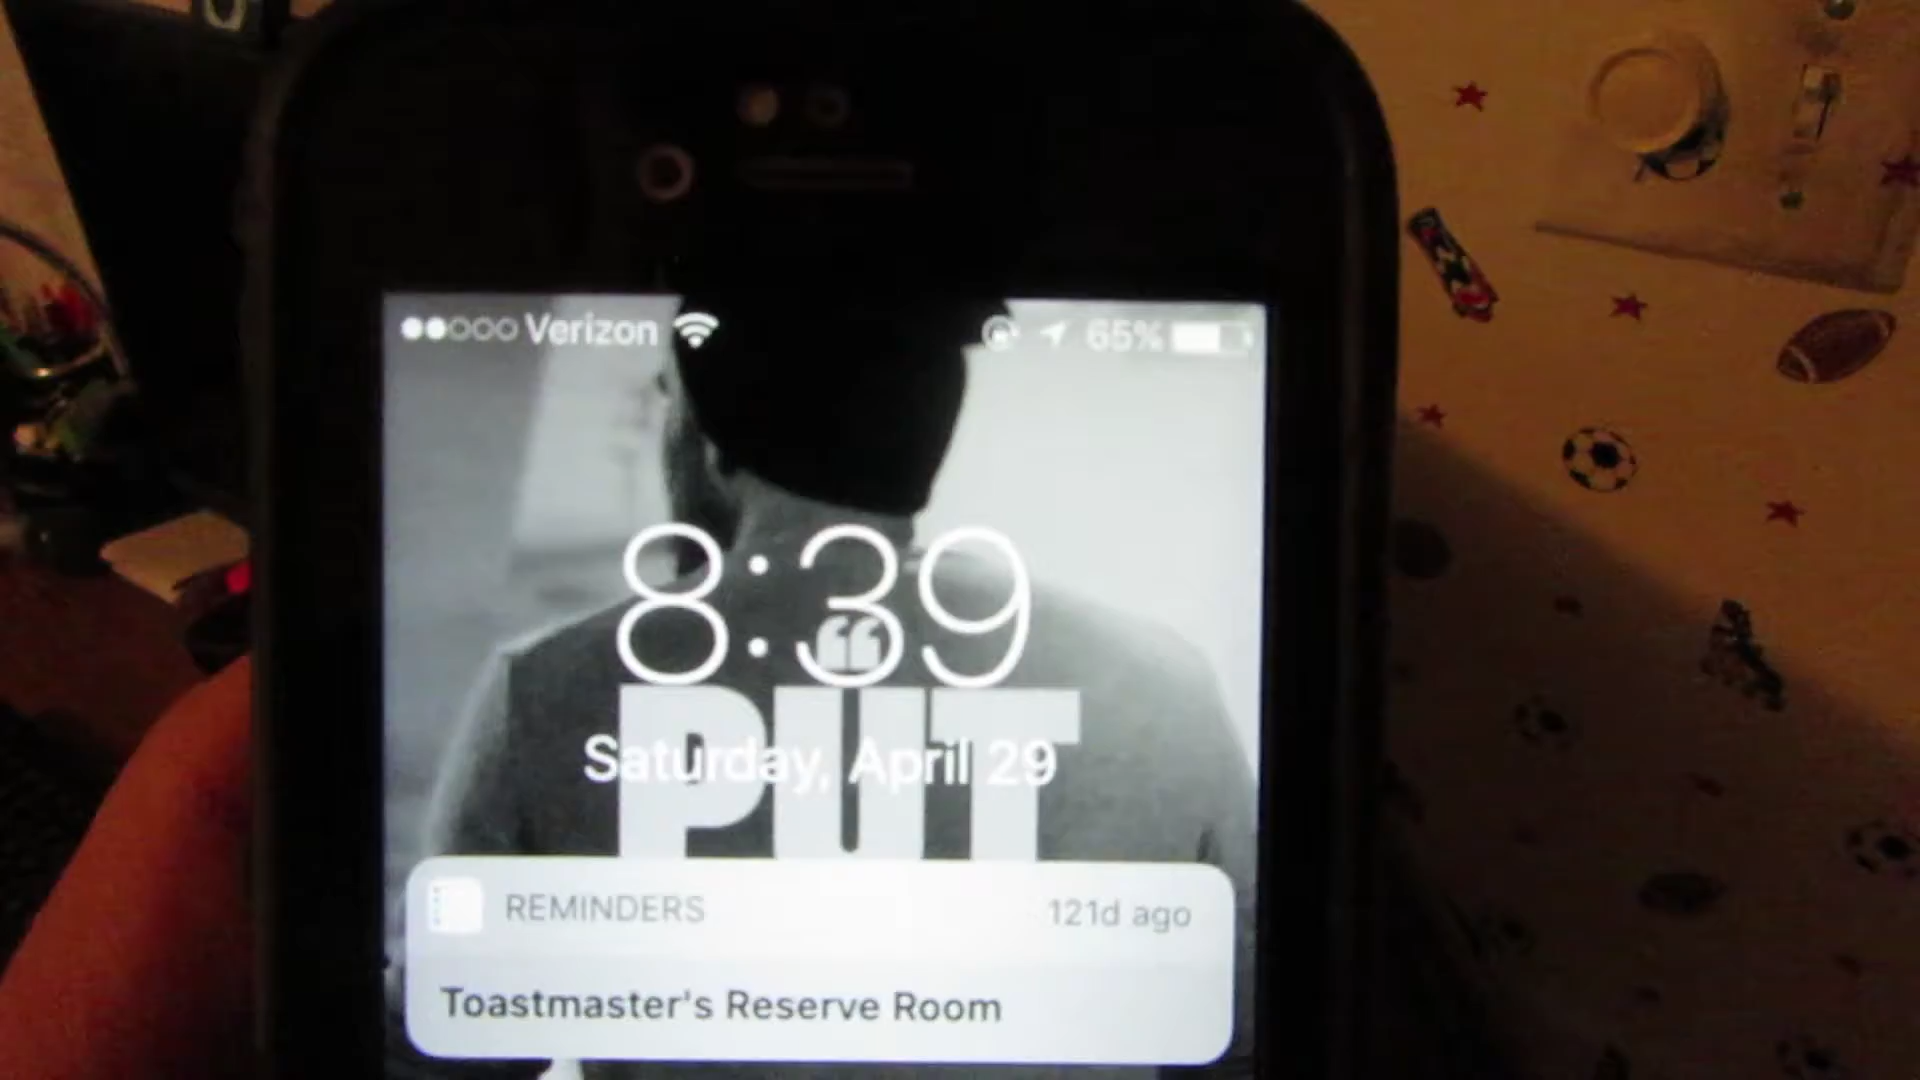 Verizon 65%
8:39
“
PUT
Saturday, April 29
REMINDERS 121d ago
Toastmaster's Reserve Room